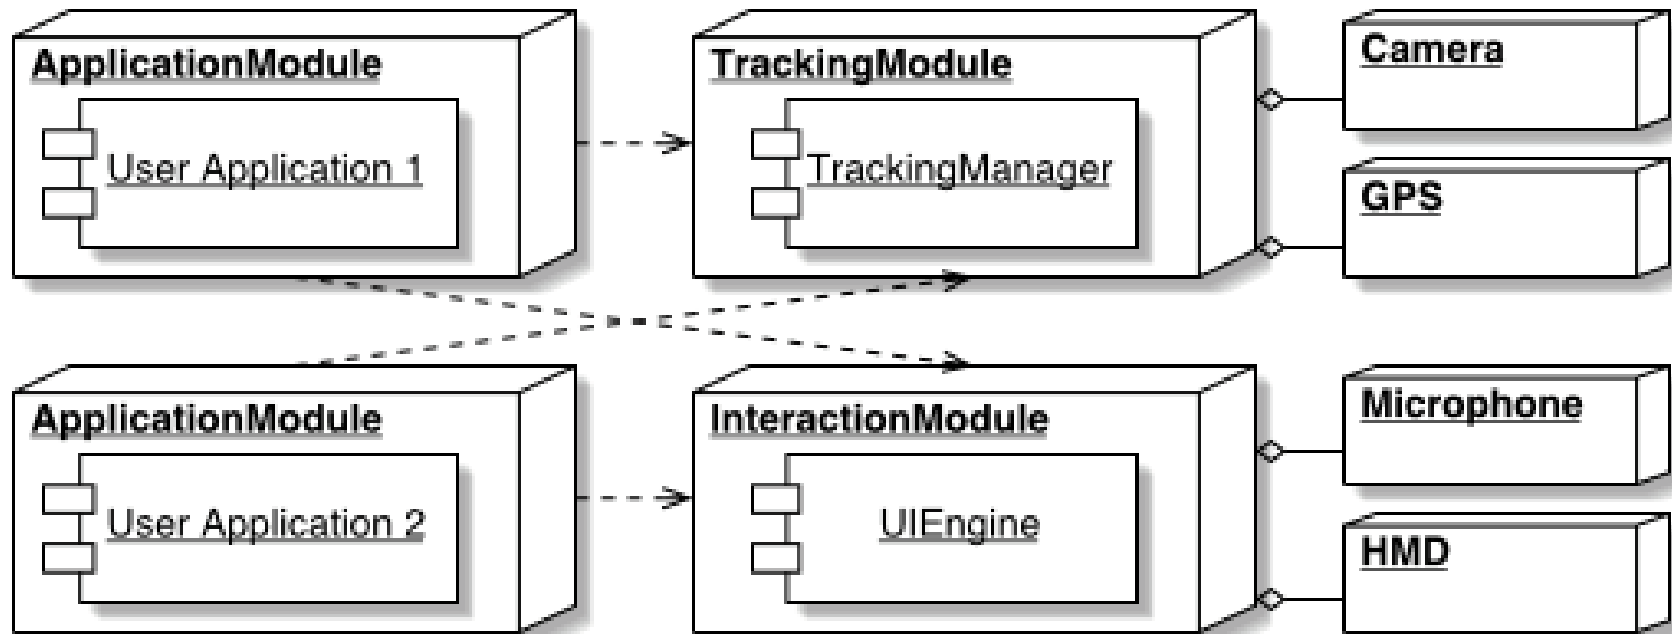 ApplicationModule
User Application 1
TrackingModule
TrackingManager
Camera
GPS
ApplicationModule
User Application 2
InteractionModule
UIEngine
Microphone
HMD